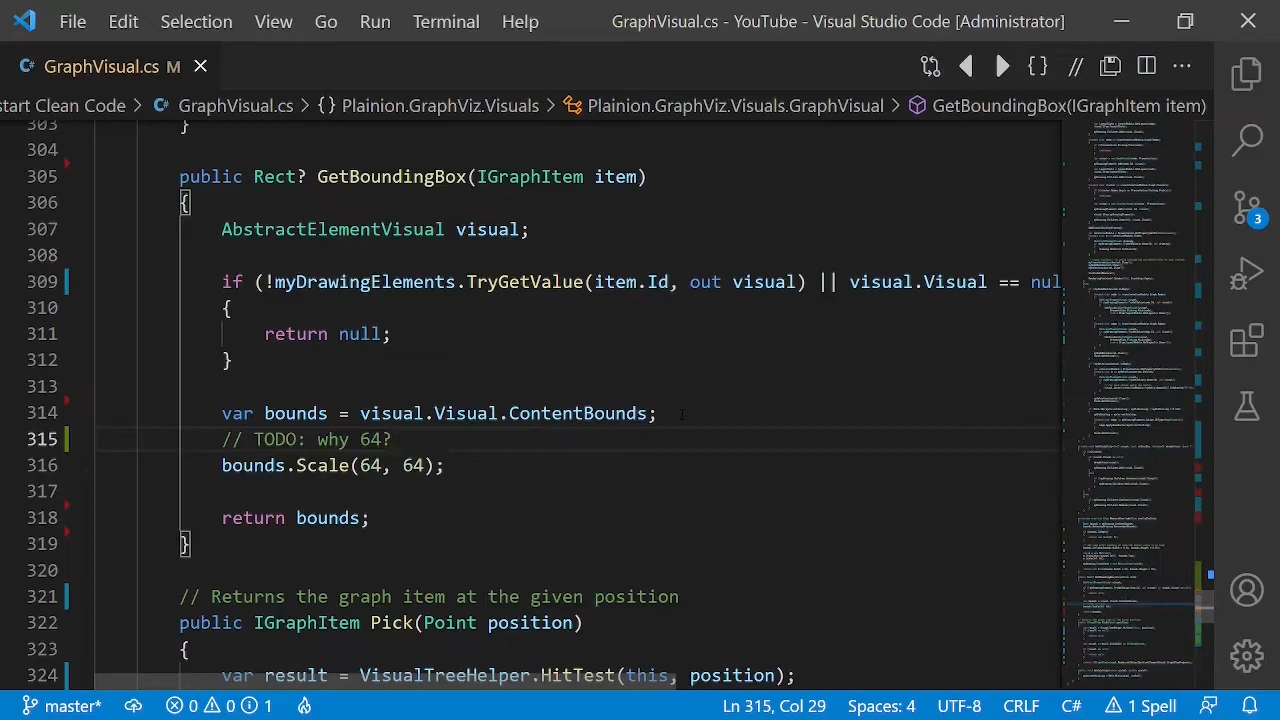 File Edit Selection View Go Run Terminal Help GraphVisual.cs - YouTube - Visual Studio Code [Administrator]
C# GraphVisual.cs M
start Clean Code > C# GraphVisual.cs > {} Plainion.GraphViz.Visuals > Plainion.GraphViz.Visuals.GraphVisual > GetBoundingBox(IGraphItem item)
303 }
304
305 public Rect? GetBoundingBox(IGraphItem item)
306 {
307 AbstractElementVisual visual;
308
309 if (!myDrawingElements.TryGetValue(item.Id, out visual) || visual.Visual == nul
310 {
311 return null;
312 }
313
314 var bounds = visual.Visual.ContentBounds;
315 // TODO: why 64?
316 bounds.Scale(64, 64);
317
318 return bounds;
319 }
320
321 // Returns the graph item at the given position
322 public IGraphItem Pick(Point position)
323 {
324 var result = VisualTreeHelper.HitTest(this, position);
3
master* 0 0 1 Ln 315, Col 29 Spaces: 4 UTF-8 CRLF C# 1 Spell